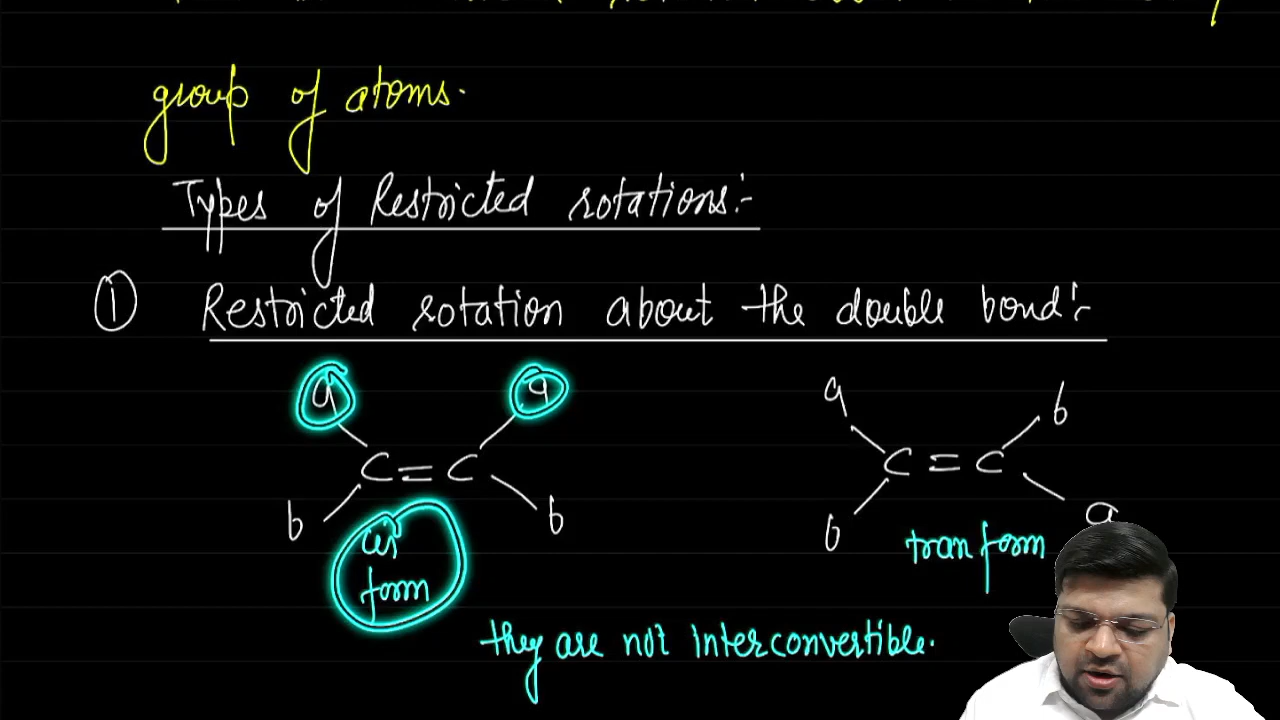 group of atoms.
Types of Restricted rotations:-
① Restricted rotation about the double bond:-
a a a b
C=C C=C
b b b a
cis form tran form
they are not interconvertible.